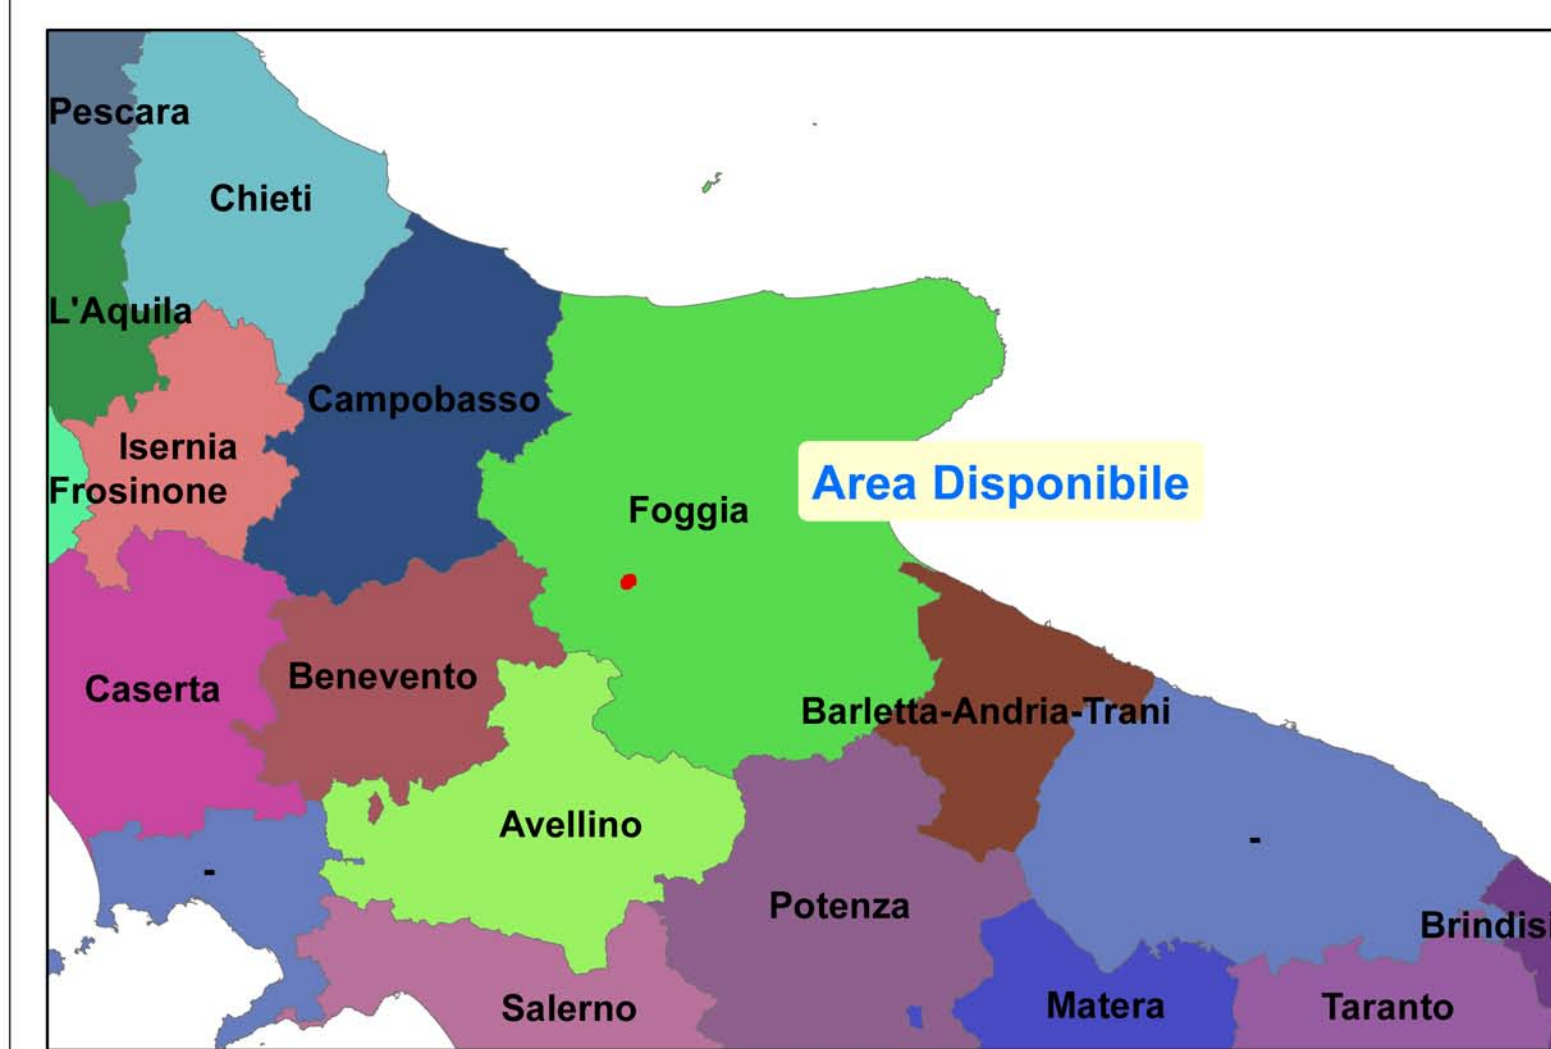 Pescara
Chieti
L'Aquila
Campobasso
Isernia
Frosinone
Area Disponibile
Foggia
Benevento
Caserta
Barletta-Andria-Trani
Avellino
-
-
Potenza
Brindisi
Salerno
Matera
Taranto